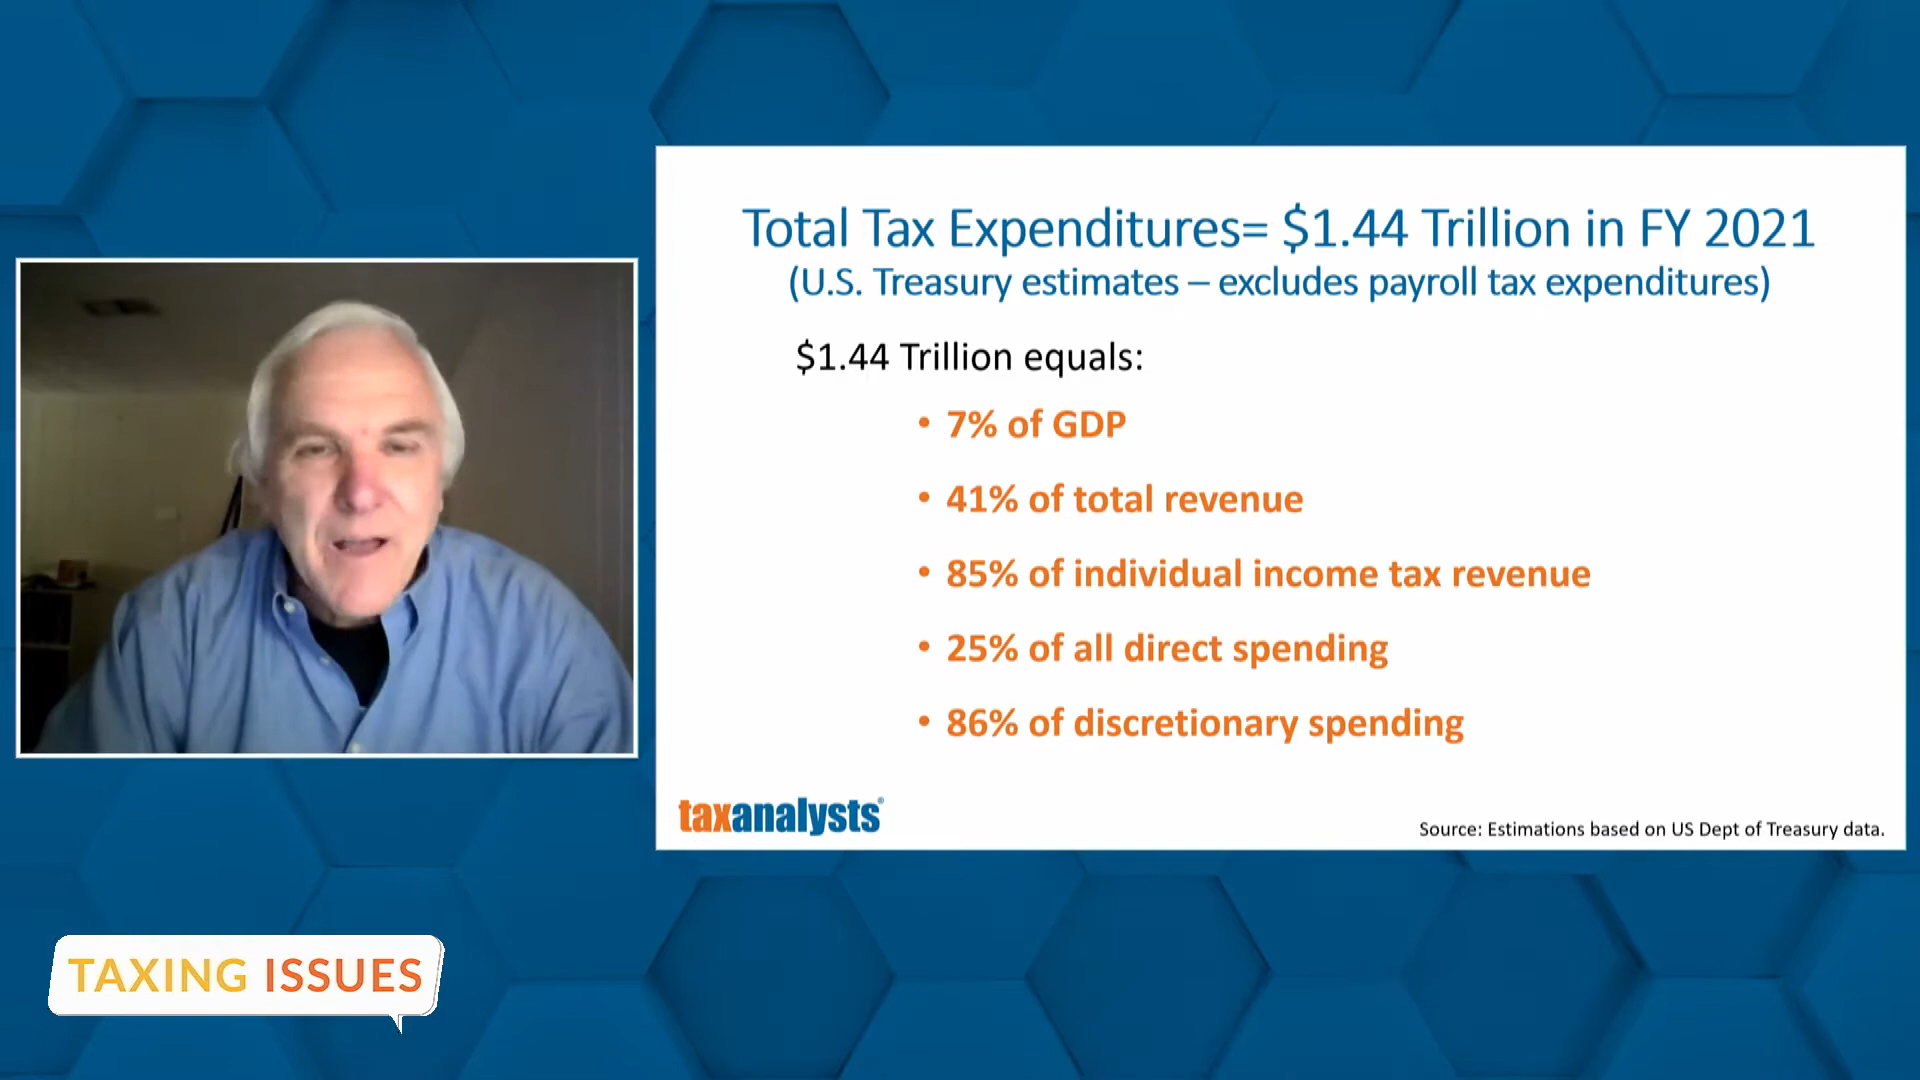 Total Tax Expenditures= $1.44 Trillion in FY 2021
(U.S. Treasury estimates – excludes payroll tax expenditures)
$1.44 Trillion equals:
• 7% of GDP
• 41% of total revenue
• 85% of individual income tax revenue
• 25% of all direct spending
• 86% of discretionary spending
taxanalysts®
Source: Estimations based on US Dept of Treasury data.
TAXING ISSUES